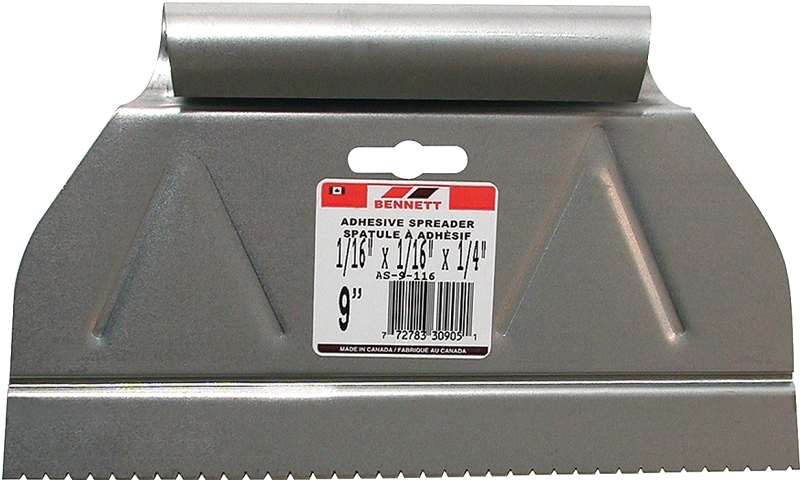 BENNETT
ADHESIVE SPREADER
SPATULE À ADHÈSIF
1/16" x 1/16" x 1/4"
AS-9-116
9"
7 72783 30905 1
MADE IN CANADA / FABRIQUÉ AU CANADA